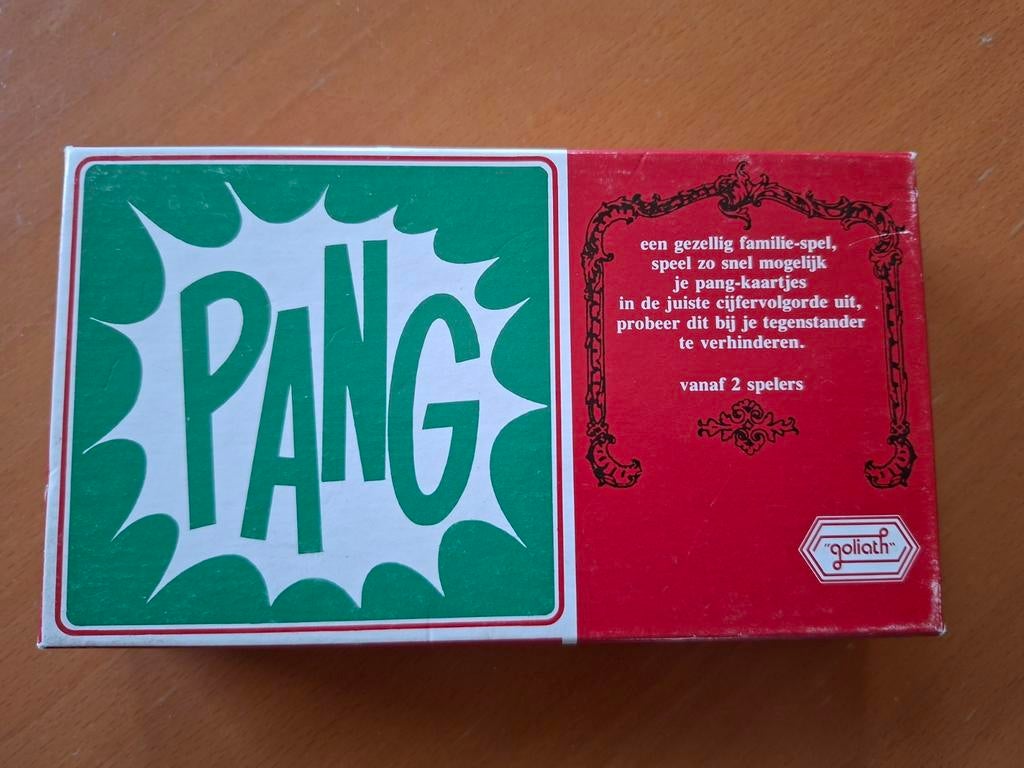 PANG
een gezellig familie-spel,
speel zo snel mogelijk
je pang-kaartjes
in de juiste cijfervolgorde uit,
probeer dit bij je tegenstander
te verhinderen.
vanaf 2 spelers
"goliath"